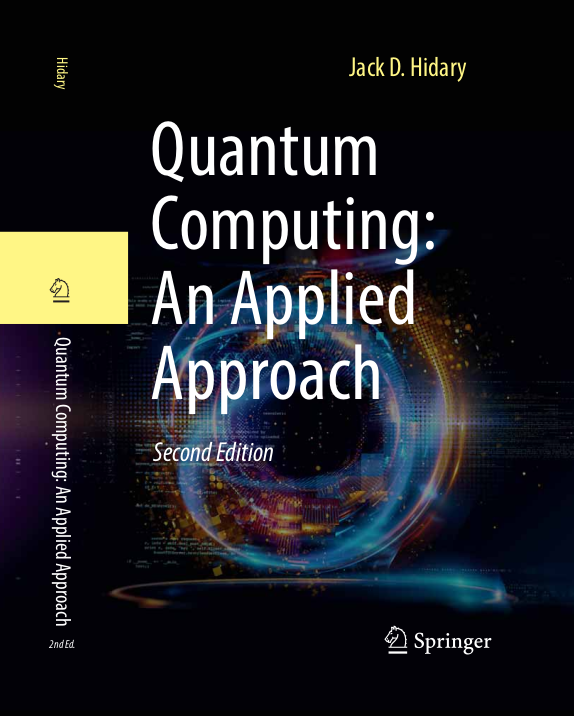 Hidary
Quantum Computing: An Applied Approach
2nd Ed.
Jack D. Hidary
Quantum
Computing:
An Applied
Approach
Second Edition
Springer